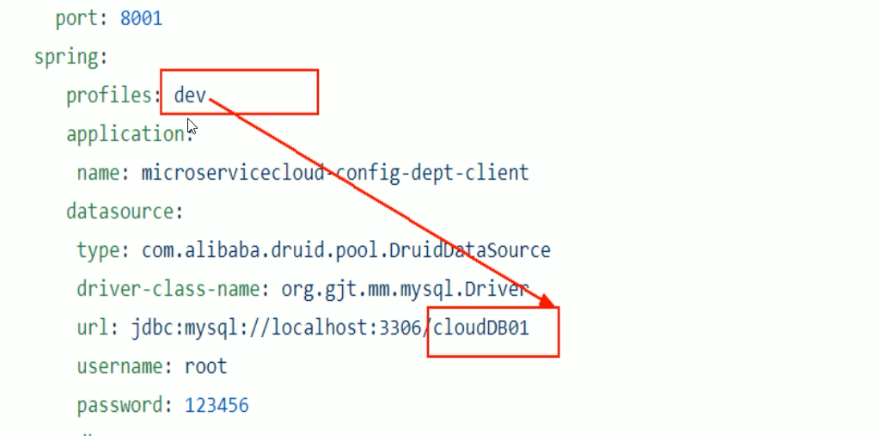 port: 8001
spring:
profiles: dev
application:
name: microservicecloud-config-dept-client
datasource:
type: com.alibaba.druid.pool.DruidDataSource
driver-class-name: org.gjt.mm.mysql.Driver
url: jdbc:mysql://localhost:3306/cloudDB01
username: root
password: 123456